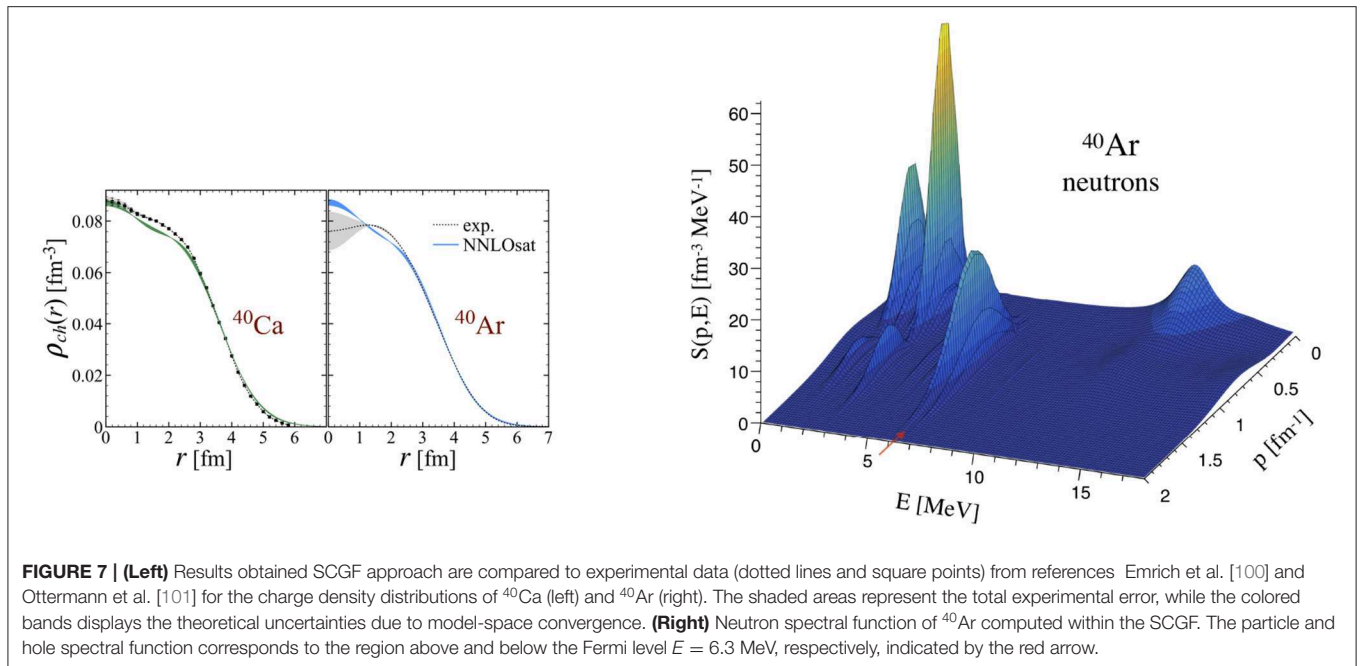 0.08
0.06
0.04
0.02
0
ρch(r) [fm⁻³]
⁴⁰Ca
0 1 2 3 4 5 6
r [fm]
exp.
NNLOsat
⁴⁰Ar
0 1 2 3 4 5 6 7
r [fm]
60
50
40
30
20
10
0
S(p,E) [fm⁻³ MeV⁻¹]
⁴⁰Ar
neutrons
0
5
10
15
E [MeV]
0
0.5
1
1.5
2
p [fm⁻¹]
FIGURE 7 | (Left) Results obtained SCGF approach are compared to experimental data (dotted lines and square points) from references Emrich et al. [100] and
Ottermann et al. [101] for the charge density distributions of ⁴⁰Ca (left) and ⁴⁰Ar (right). The shaded areas represent the total experimental error, while the colored
bands displays the theoretical uncertainties due to model-space convergence. (Right) Neutron spectral function of ⁴⁰Ar computed within the SCGF. The particle and
hole spectral function corresponds to the region above and below the Fermi level E = 6.3 MeV, respectively, indicated by the red arrow.